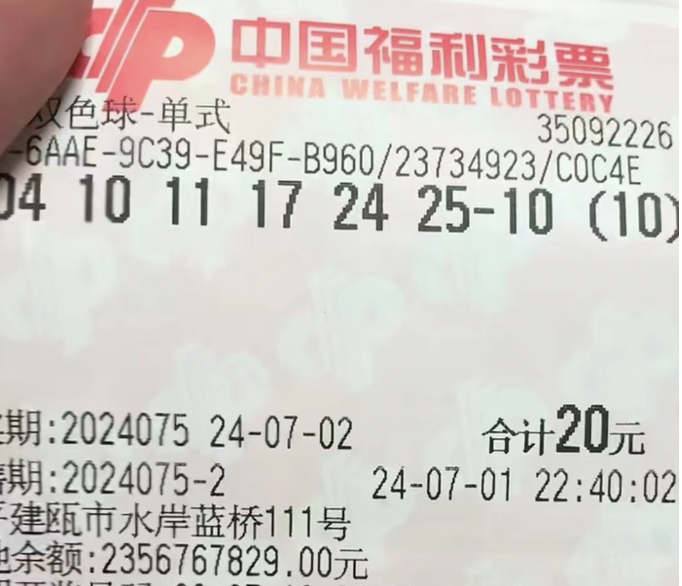 中国福利彩票
CHINA WELFARE LOTTERY
双色球-单式
35092226
-6AAE-9C39-E49F-B960/23734923/C0C4E
04 10 11 17 24 25-10 (10)
期:2024075 24-07-02 合计20元
期:2024075-2 24-07-01 22:40:02
建瓯市水岸蓝桥111号
余额:2356767829.00元